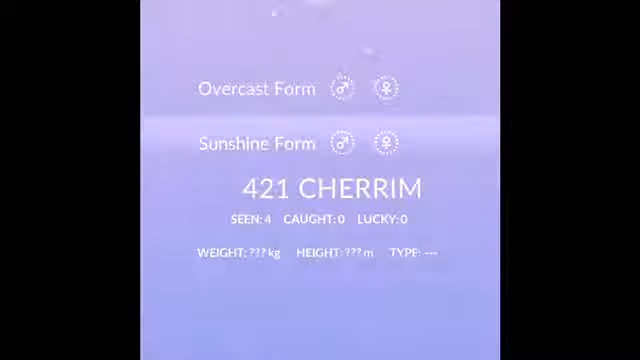 Overcast Form ♂ ♀
Sunshine Form ♂ ♀
421 CHERRIM
SEEN: 4 CAUGHT: 0 LUCKY: 0
WEIGHT: ??? kg HEIGHT: ??? m TYPE: ---